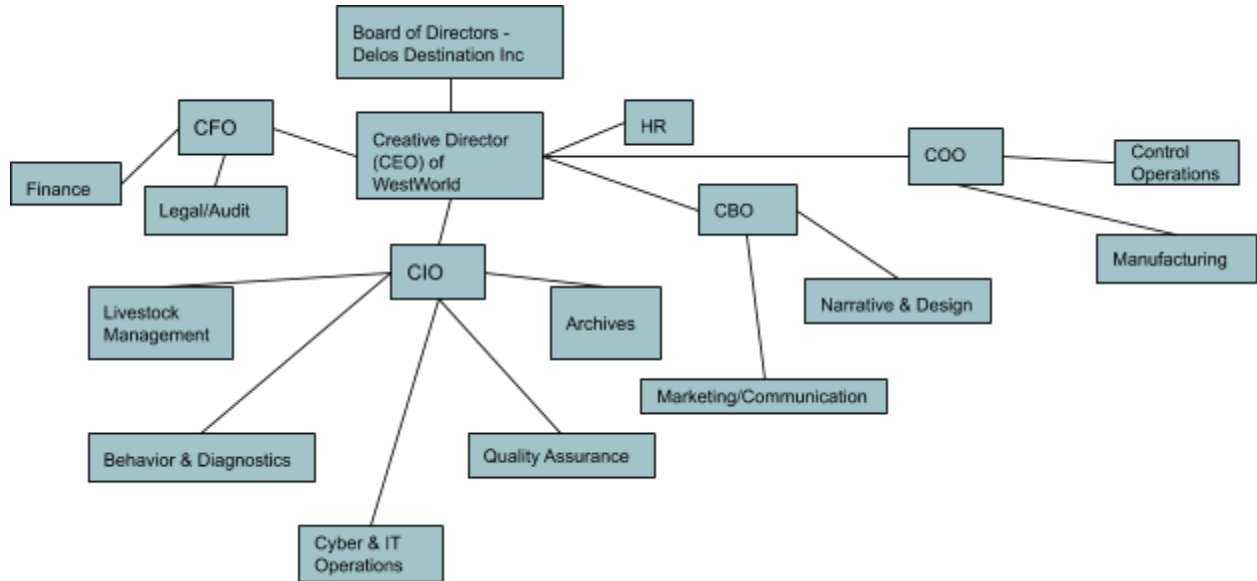 Board of Directors -
Delos Destination Inc
CFO
Creative Director
(CEO) of
WestWorld
HR
COO
Control
Operations
Finance
Legal/Audit
CBO
CIO
Manufacturing
Livestock
Management
Archives
Narrative & Design
Marketing/Communication
Behavior & Diagnostics
Quality Assurance
Cyber & IT
Operations